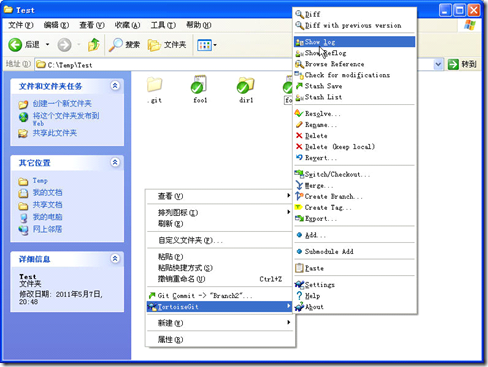 Test
文件(F) 编辑(E) 查看(V) 收藏(A) 工具(T) 帮助(H)
后退 搜索 文件夹
地址(D) C:\Temp\Test 转到
文件和文件夹任务
创建一个新文件夹
将这个文件夹发布到
Web
共享此文件夹
其它位置
Temp
我的文档
共享文档
我的电脑
网上邻居
详细信息
Test
文件夹
修改日期: 2011年5月7日,
20:48
.git foo1 dir1
查看(V)
排列图标(I)
刷新(E)
自定义文件夹(F)...
粘贴(P)
粘贴快捷方式(S)
撤销重命名(U) Ctrl+Z
Git Commit -> "Branch2"...
TortoiseGit
新建(W)
属性(R)
Diff
Diff with previous version
Show log
Show Reflog
Browse Reference
Check for modifications
Stash Save
Stash List
Resolve...
Rename...
Delete
Delete (keep local)
Revert...
Switch/Checkout...
Merge...
Create Branch...
Create Tag...
Export...
Add...
Submodule Add
Paste
Settings
Help
About